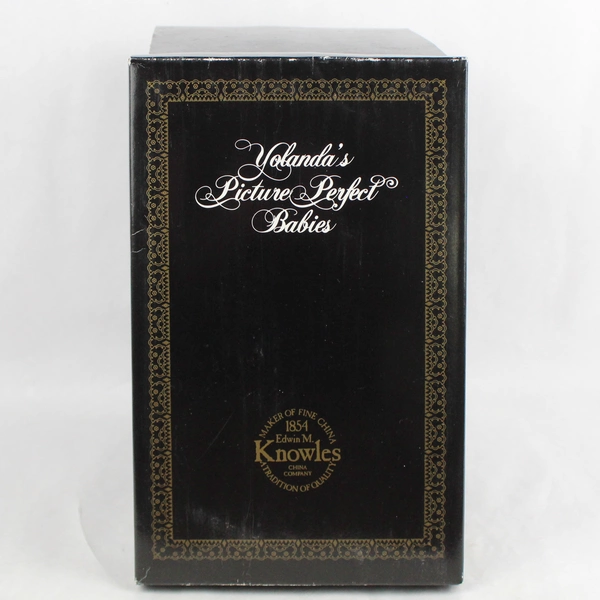 Yolanda's
Picture Perfect
Babies
MAKER OF FINE CHINA
1854
Edwin M.
Knowles
CHINA
COMPANY
A TRADITION OF QUALITY